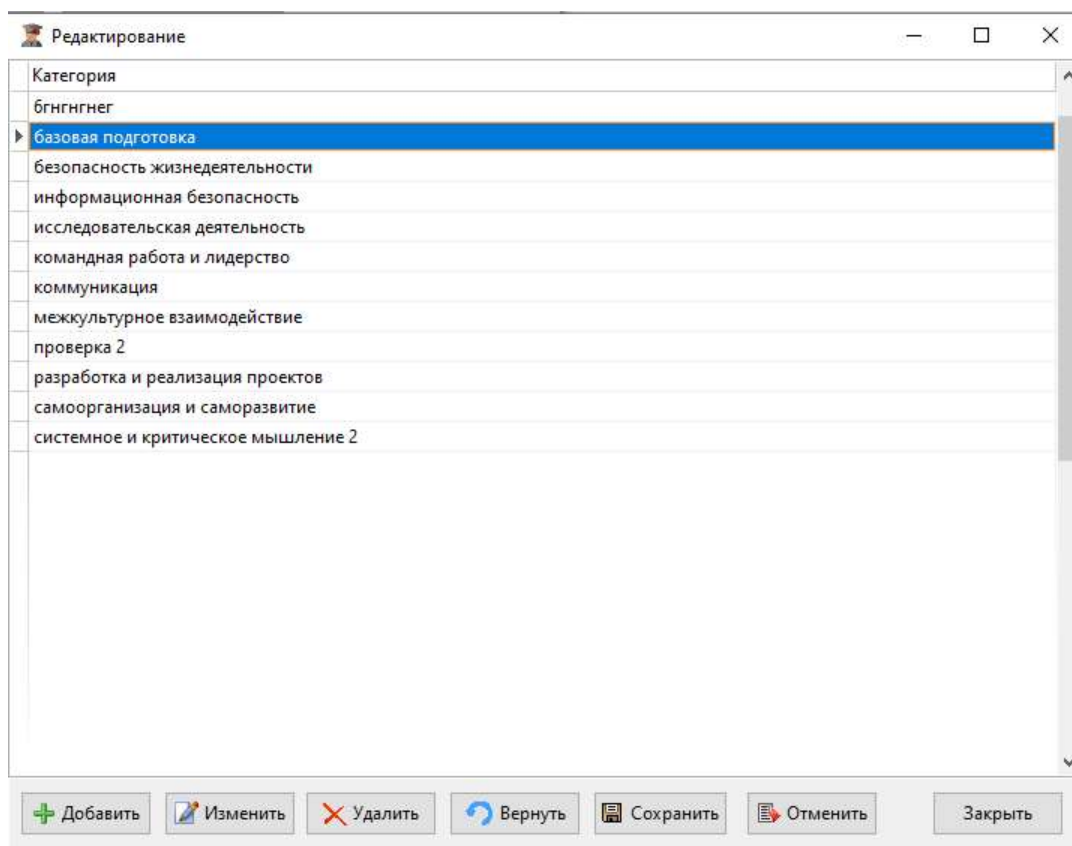 Редактирование
Категория
бгнгнгнег
базовая подготовка
безопасность жизнедеятельности
информационная безопасность
исследовательская деятельность
командная работа и лидерство
коммуникация
межкультурное взаимодействие
проверка 2
разработка и реализация проектов
самоорганизация и саморазвитие
системное и критическое мышление 2
Добавить Изменить Удалить Вернуть Сохранить Отменить Закрыть